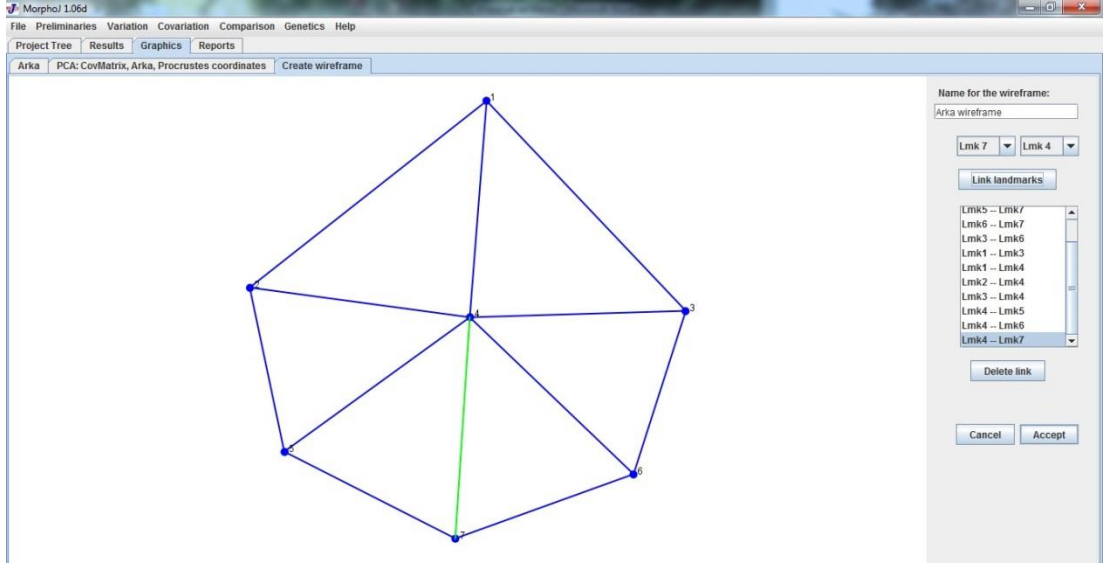 MorphoJ 1.06d
File Preliminaries Variation Covariation Comparison Genetics Help
Project Tree Results Graphics Reports
Arka PCA: CovMatrix, Arka, Procrustes coordinates Create wireframe
1
2
3
4
5
6
7
Name for the wireframe:
Arka wireframe
Lmk 7 Lmk 4
Link landmarks
Lmk5 -- Lmk7
Lmk6 -- Lmk7
Lmk3 -- Lmk6
Lmk1 -- Lmk3
Lmk1 -- Lmk4
Lmk2 -- Lmk4
Lmk3 -- Lmk4
Lmk4 -- Lmk5
Lmk4 -- Lmk6
Lmk4 -- Lmk7
Delete link
Cancel Accept